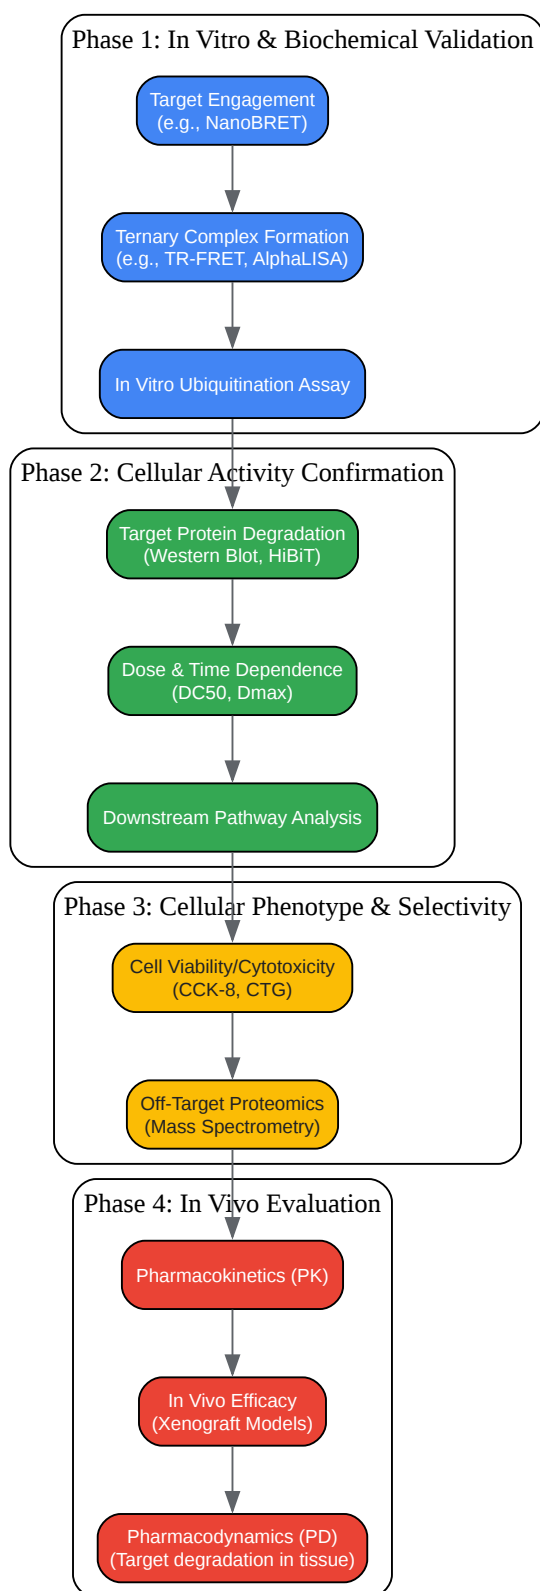 Phase 1: In Vitro & Biochemical Validation
Target Engagement
(e.g., NanoBRET)
Ternary Complex Formation
(e.g., TR-FRET, AlphaLISA)
In Vitro Ubiquitination Assay
Phase 2: Cellular Activity Confirmation
Target Protein Degradation
(Western Blot, HiBiT)
Dose & Time Dependence
(DC50, Dmax)
Downstream Pathway Analysis
Phase 3: Cellular Phenotype & Selectivity
Cell Viability/Cytotoxicity
(CCK-8, CTG)
Off-Target Proteomics
(Mass Spectrometry)
Phase 4: In Vivo Evaluation
Pharmacokinetics (PK)
In Vivo Efficacy
(Xenograft Models)
Pharmacodynamics (PD)
(Target degradation in tissue)